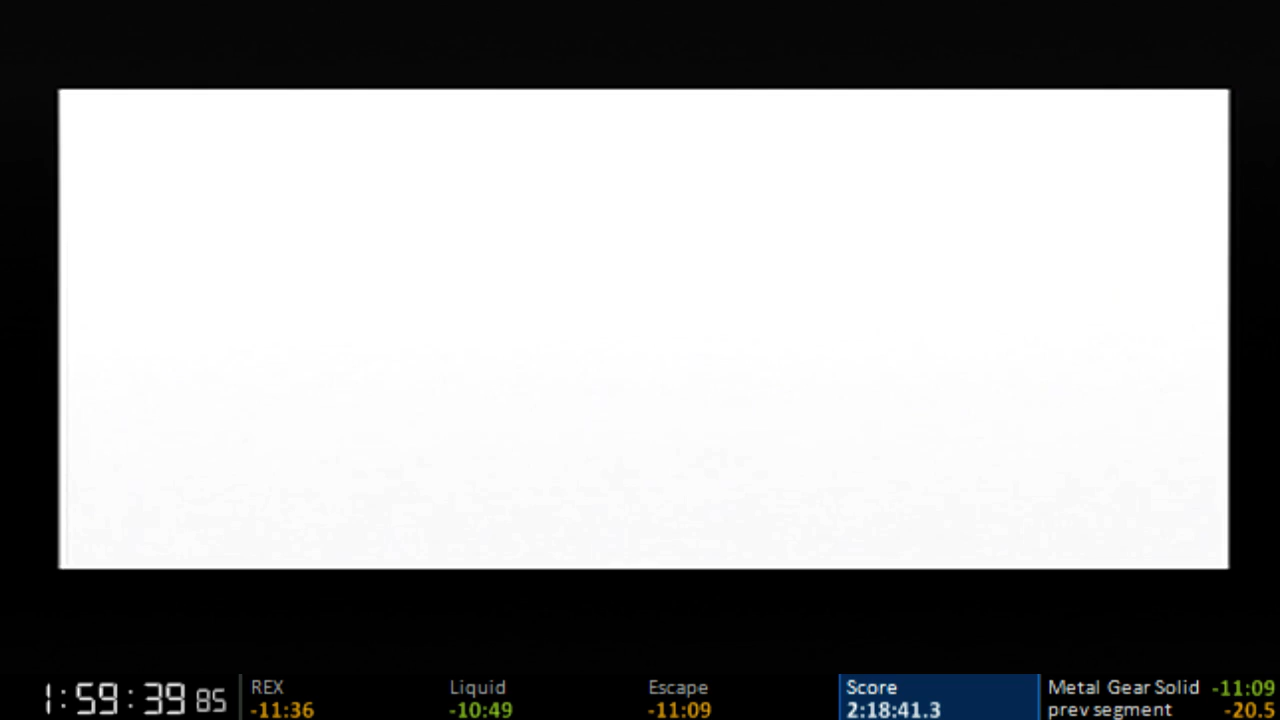 1:59:39 85
REX
-11:36
Liquid
-10:49
Escape
-11:09
Score
2:18:41.3
Metal Gear Solid -11:09
prev segment -20.5